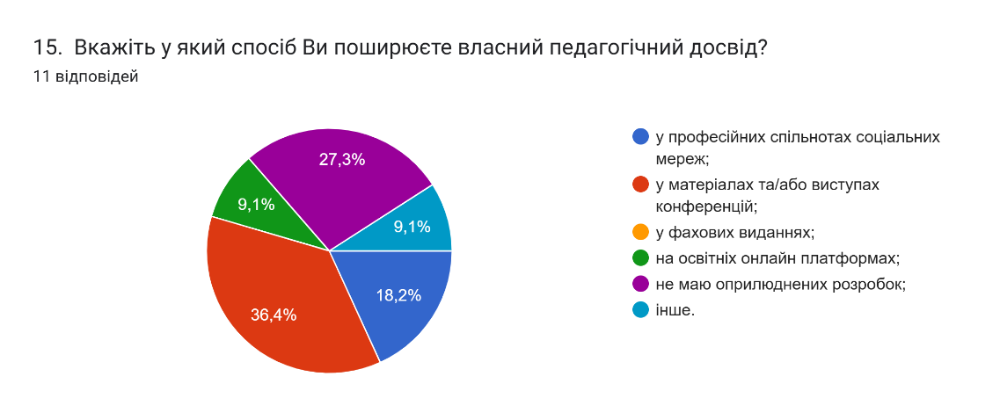 15. Вкажіть у який спосіб Ви поширюєте власний педагогічний досвід?
11 відповідей
27,3%
9,1%
9,1%
18,2%
36,4%
у професійних спільнотах соціальних
мереж;
у матеріалах та/або виступах
конференцій;
у фахових виданнях;
на освітніх онлайн платформах;
не маю оприлюднених розробок;
інше.